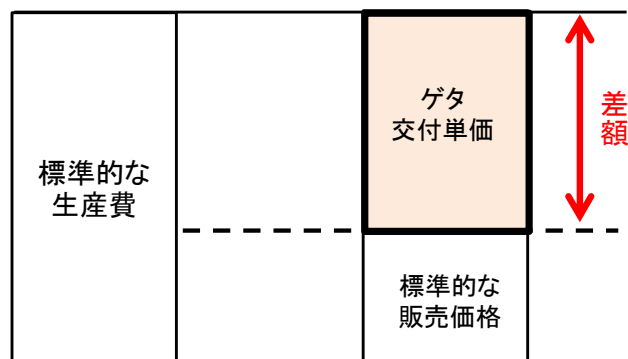 標準的な
生産費
ゲタ
交付単価
標準的な
販売価格
差額